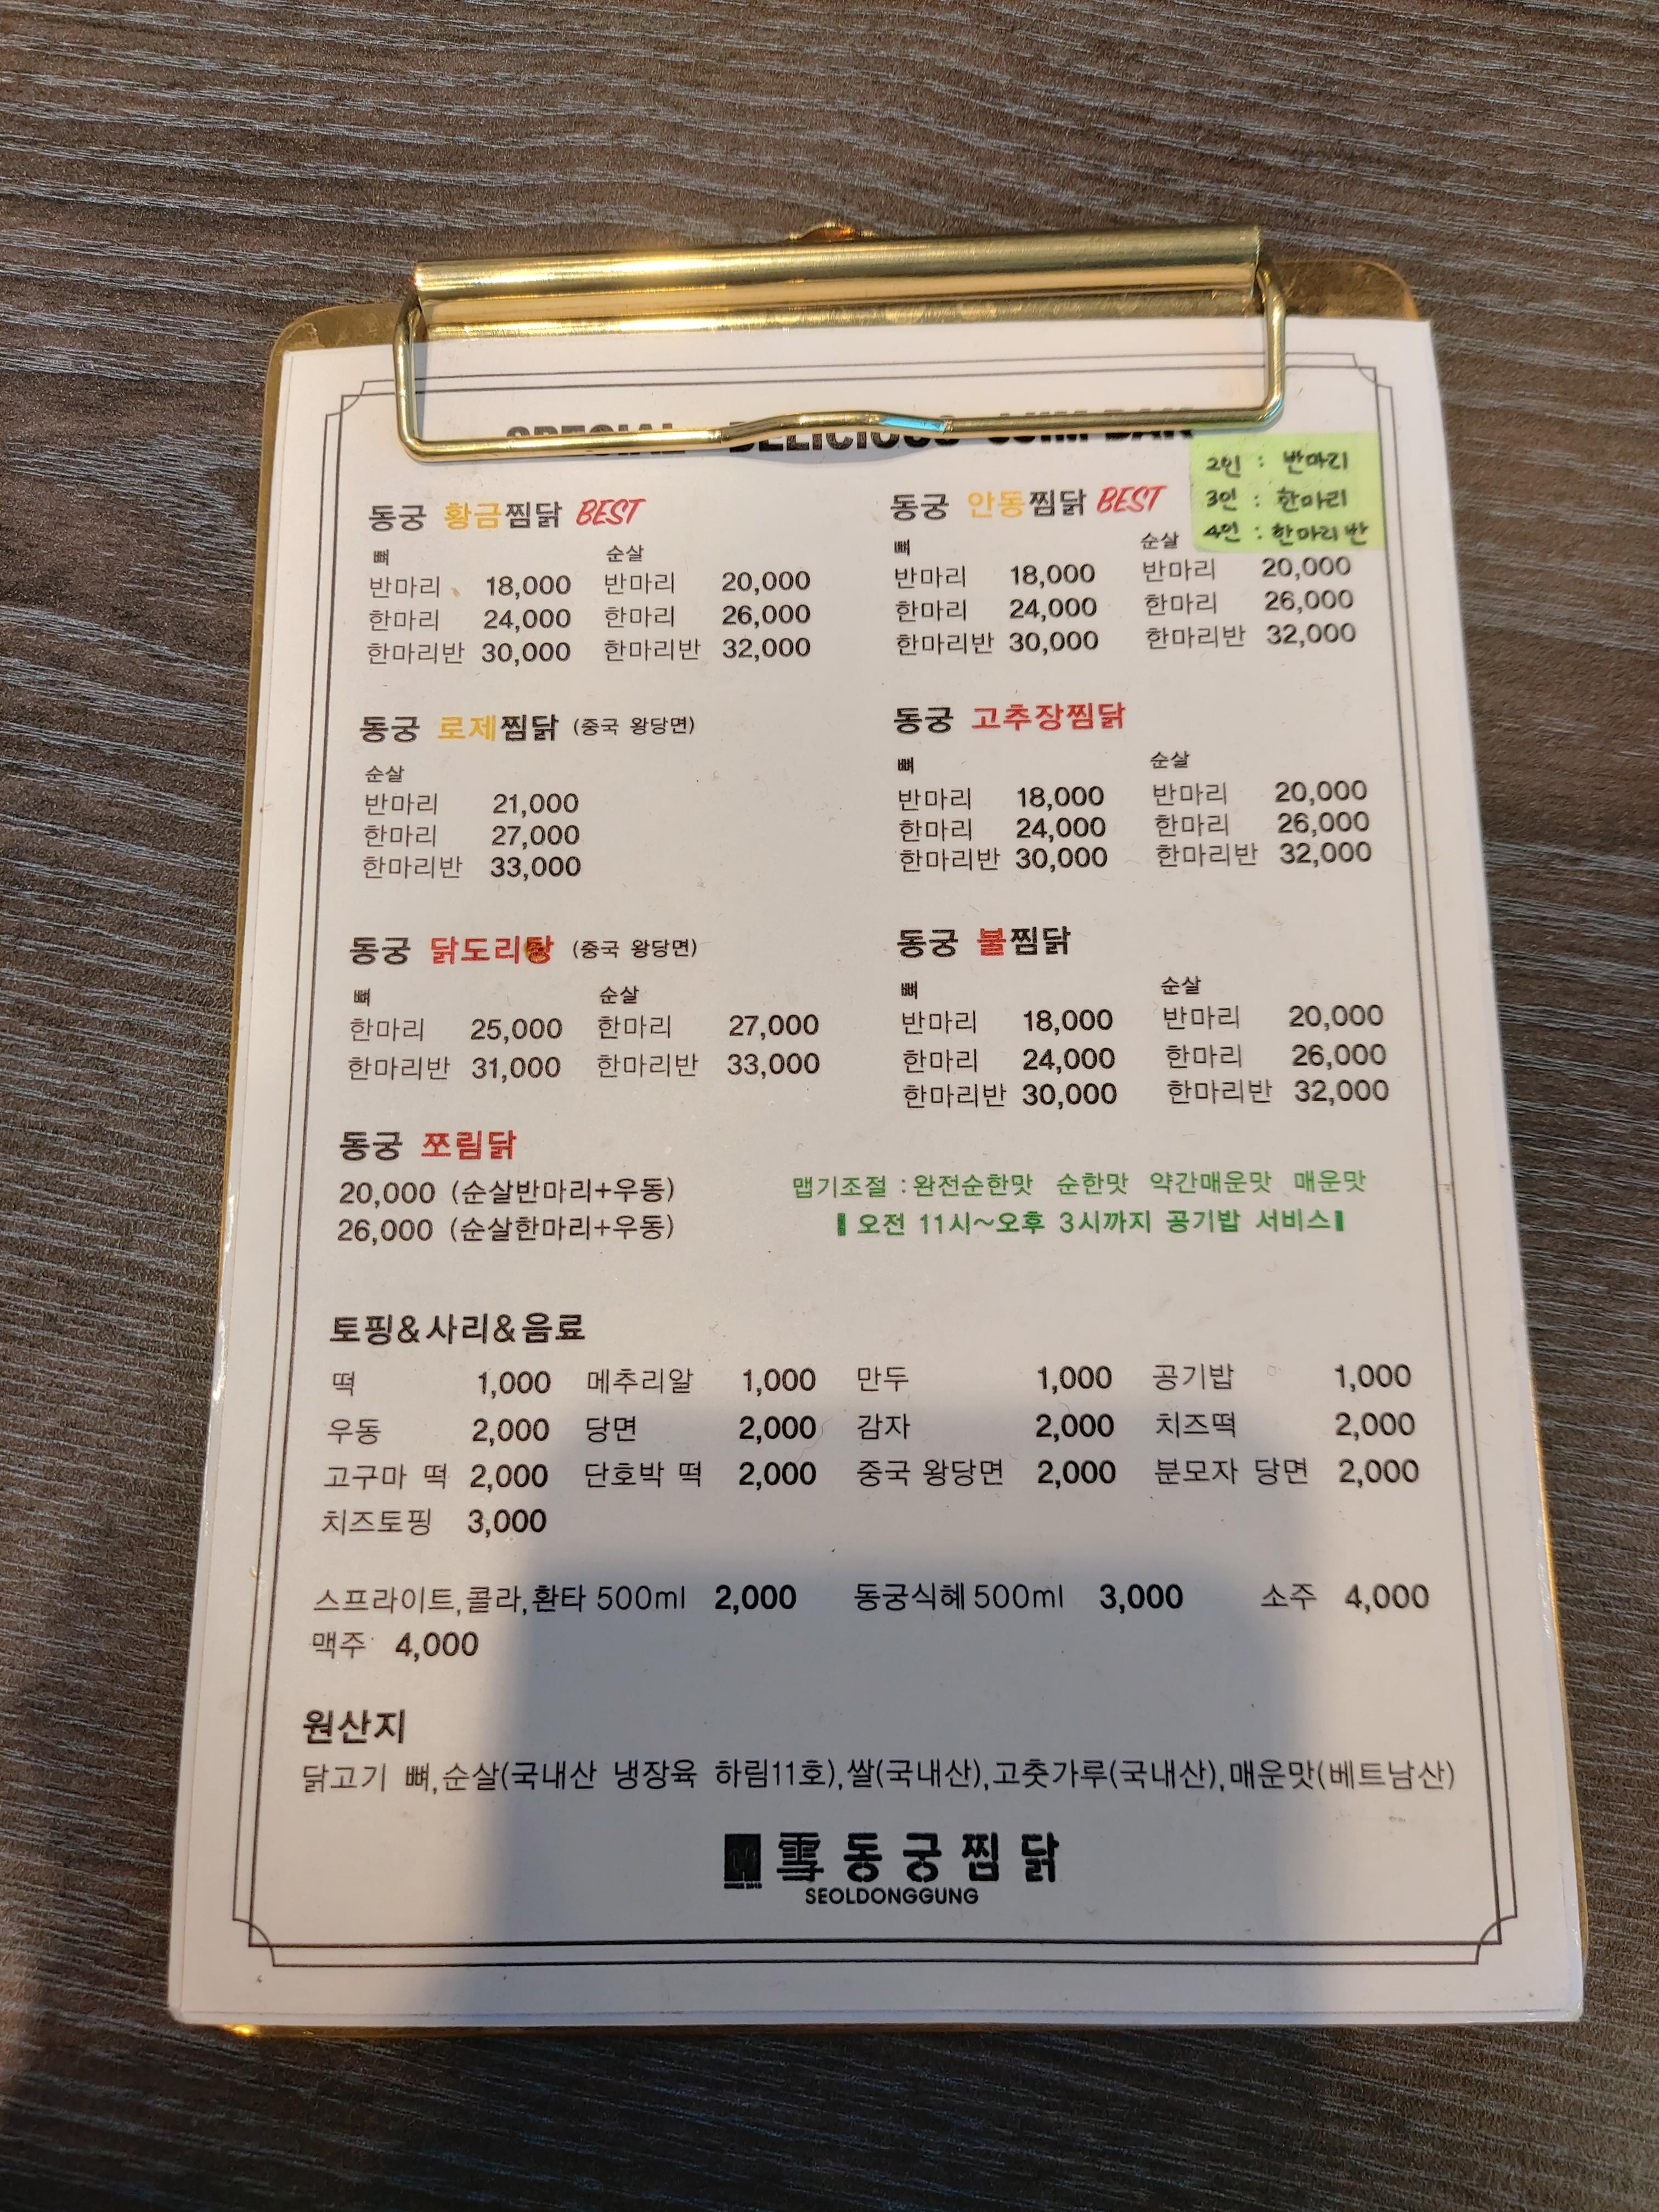 SPECIAL DELICIOUS JJIM DAK
2인 : 반마리
3인 : 한마리
4인 : 한마리 반
동궁 황금찜닭 BEST
뼈 순살
반마리 18,000 반마리 20,000
한마리 24,000 한마리 26,000
한마리반 30,000 한마리반 32,000
동궁 안동찜닭 BEST
뼈 순살
반마리 18,000 반마리 20,000
한마리 24,000 한마리 26,000
한마리반 30,000 한마리반 32,000
동궁 로제찜닭 (중국 왕당면)
순살
반마리 21,000
한마리 27,000
한마리반 33,000
동궁 고추장찜닭
뼈 순살
반마리 18,000 반마리 20,000
한마리 24,000 한마리 26,000
한마리반 30,000 한마리반 32,000
동궁 닭도리탕 (중국 왕당면)
뼈 순살
한마리 25,000 한마리 27,000
한마리반 31,000 한마리반 33,000
동궁 불찜닭
뼈 순살
반마리 18,000 반마리 20,000
한마리 24,000 한마리 26,000
한마리반 30,000 한마리반 32,000
동궁 쪼림닭
20,000 (순살반마리+우동)
26,000 (순살한마리+우동)
맵기조절 : 완전순한맛 순한맛 약간매운맛 매운맛
오전 11시~오후 3시까지 공기밥 서비스
토핑&사리&음료
떡 1,000 메추리알 1,000 만두 1,000 공기밥 1,000
우동 2,000 당면 2,000 감자 2,000 치즈떡 2,000
고구마 떡 2,000 단호박 떡 2,000 중국 왕당면 2,000 분모자 당면 2,000
치즈토핑 3,000
스프라이트,콜라,환타 500ml 2,000 동궁식혜 500ml 3,000 소주 4,000
맥주 4,000
원산지
닭고기 뼈,순살(국내산 냉장육 하림11호),쌀(국내산),고춧가루(국내산),매운맛(베트남산)
雪동궁찜닭
SEOLDONGGUNG